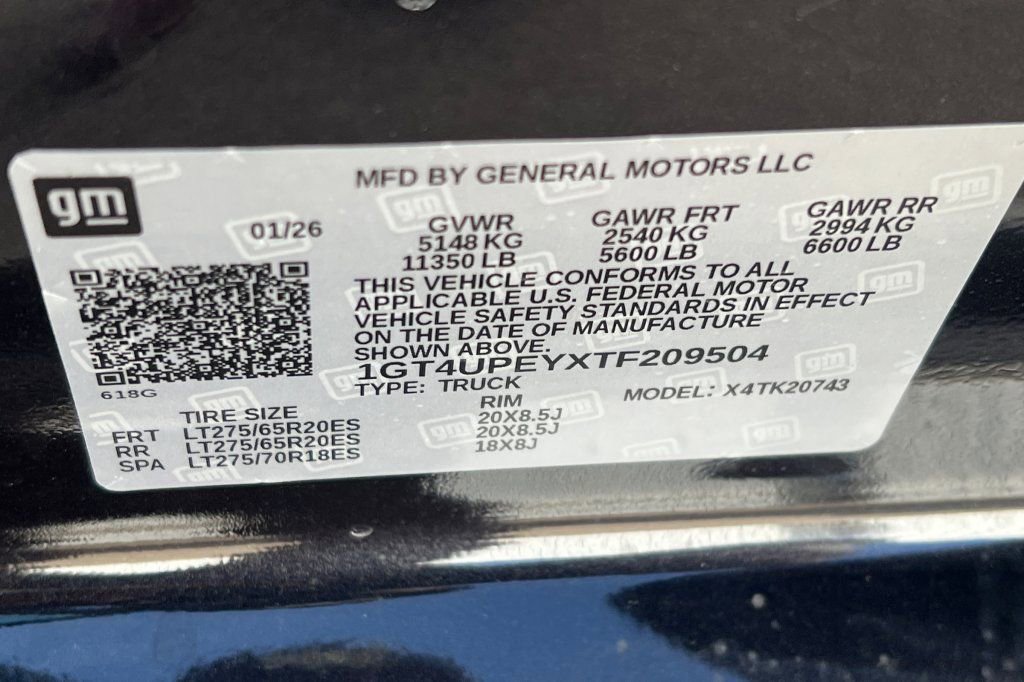 gm
MFD BY GENERAL MOTORS LLC
01/26
GVWR
5148 KG
11350 LB
GAWR FRT
2540 KG
5600 LB
GAWR RR
2994 KG
6600 LB
THIS VEHICLE CONFORMS TO ALL
APPLICABLE U.S. FEDERAL MOTOR
VEHICLE SAFETY STANDARDS IN EFFECT
ON THE DATE OF MANUFACTURE
SHOWN ABOVE.
1GT4UPEYXTF209504
TYPE: TRUCK
MODEL: X4TK20743
618G
TIRE SIZE RIM
FRT LT275/65R20ES 20X8.5J
RR LT275/65R20ES 20X8.5J
SPA LT275/70R18ES 18X8J